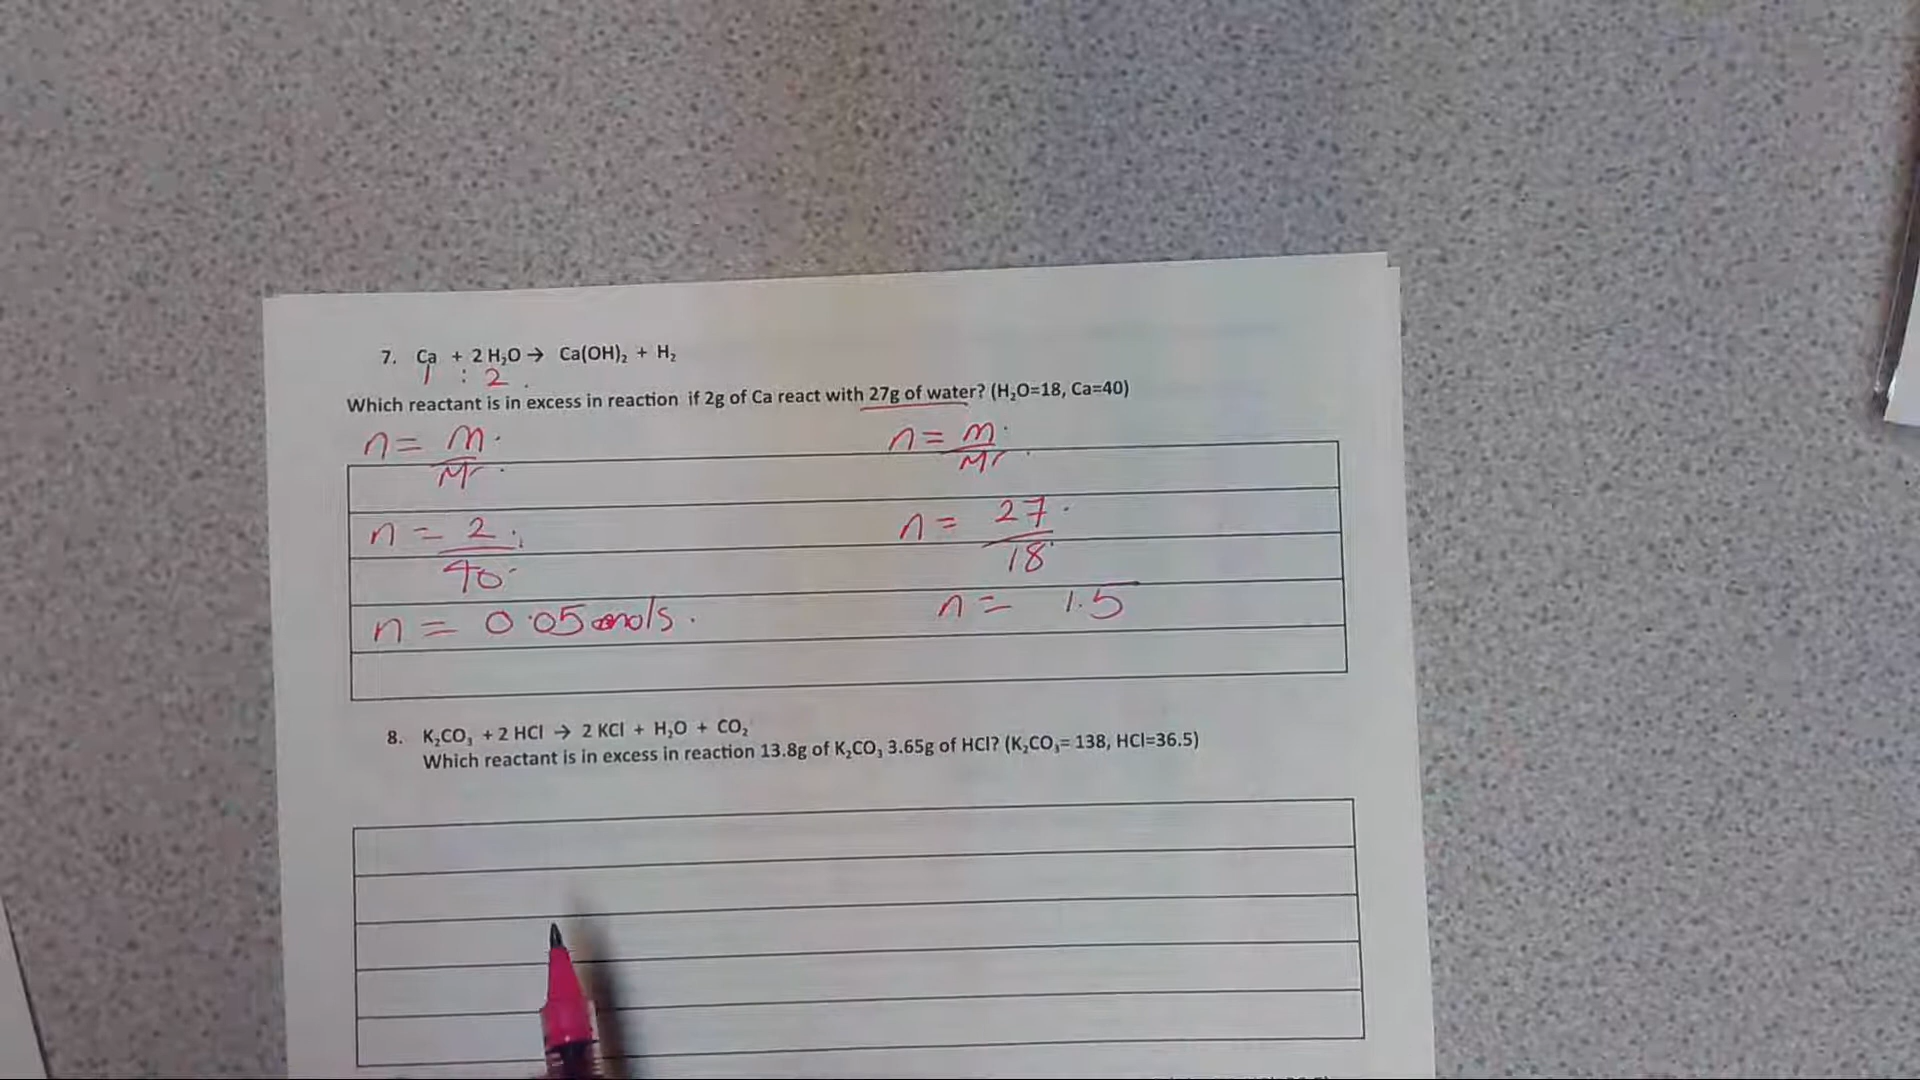 7. Ca + 2 H₂O → Ca(OH)₂ + H₂
1 : 2
Which reactant is in excess in reaction if 2g of Ca react with 27g of water? (H₂O=18, Ca=40)
n = m
Mr
n = m
Mr
n = 2
40
n = 27
18
n = 0.05 mols.
n = 1.5
8. K₂CO₃ + 2 HCl → 2 KCl + H₂O + CO₂
Which reactant is in excess in reaction 13.8g of K₂CO₃ 3.65g of HCl? (K₂CO₃= 138, HCl=36.5)